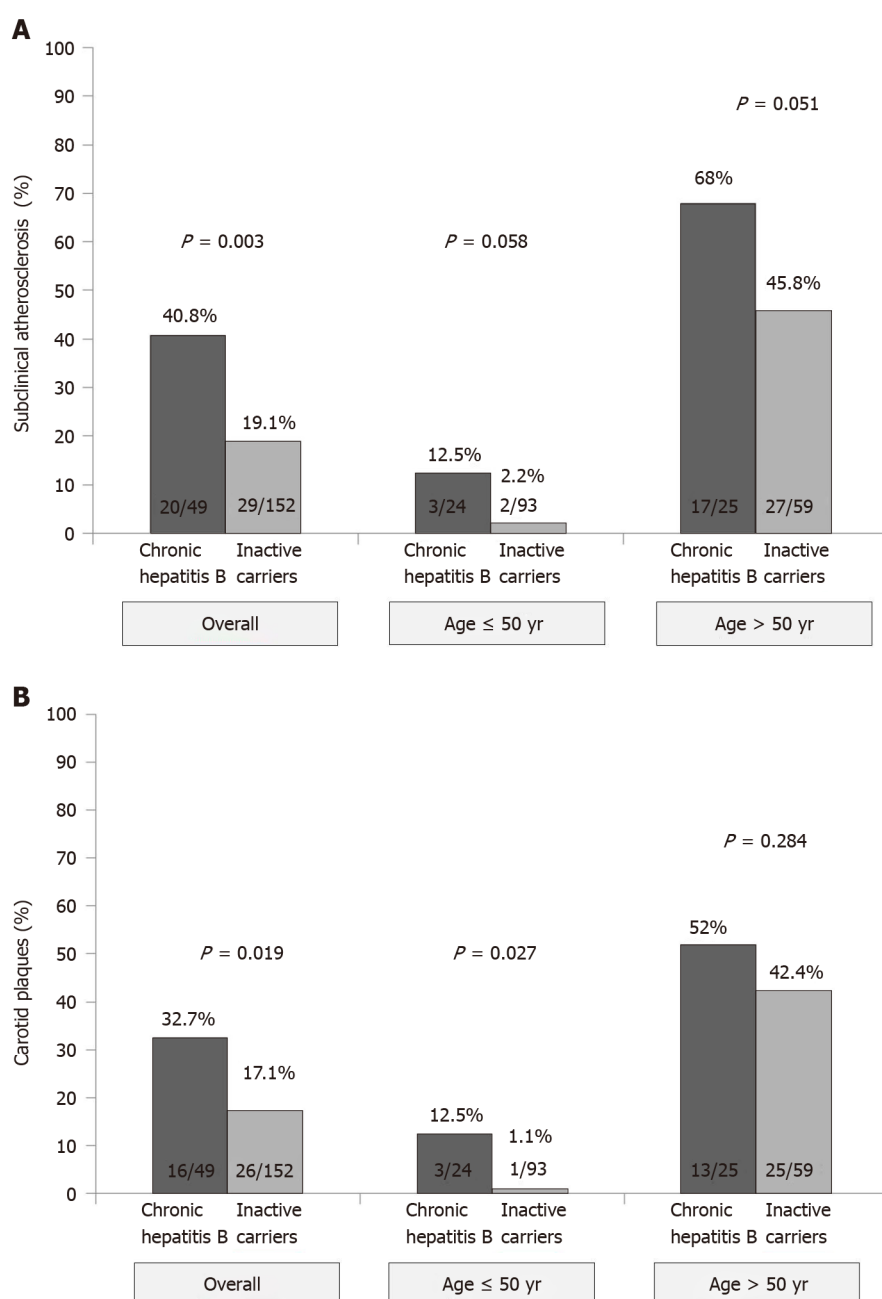 A
100
90
80
70
60
50
40
30
20
10
0
Subclinical atherosclerosis (%)
P = 0.003
P = 0.058
P = 0.051
40.8%
19.1%
12.5%
2.2%
68%
45.8%
20/49
29/152
3/24
2/93
17/25
27/59
Chronic
hepatitis B
Inactive
carriers
Chronic
hepatitis B
Inactive
carriers
Chronic
hepatitis B
Inactive
carriers
Overall
Age ≤ 50 yr
Age > 50 yr
B
100
90
80
70
60
50
40
30
20
10
0
Carotid plaques (%)
P = 0.019
P = 0.027
P = 0.284
32.7%
17.1%
12.5%
1.1%
52%
42.4%
16/49
26/152
3/24
1/93
13/25
25/59
Chronic
hepatitis B
Inactive
carriers
Chronic
hepatitis B
Inactive
carriers
Chronic
hepatitis B
Inactive
carriers
Overall
Age ≤ 50 yr
Age > 50 yr